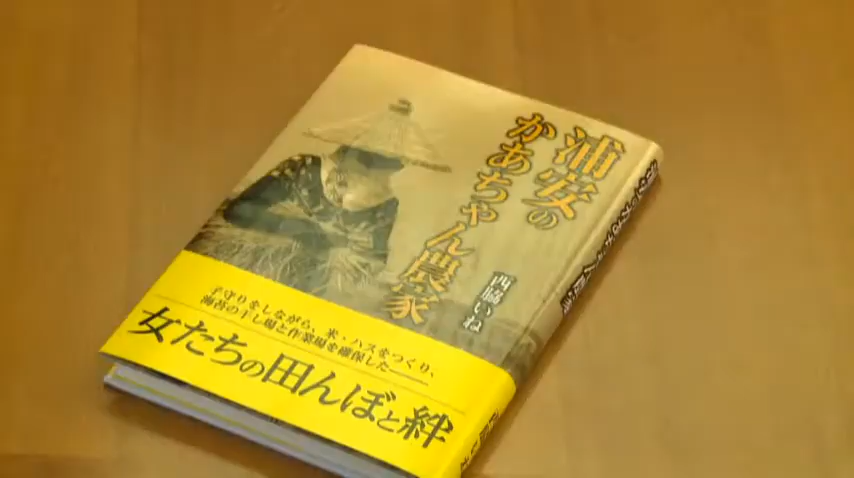 浦安の
かあちゃん農家
西脇いね
子守りをしながら、米・ハスをつくり、
海苔の干し場と作業場を確保した――
女たちの田んぼと絆